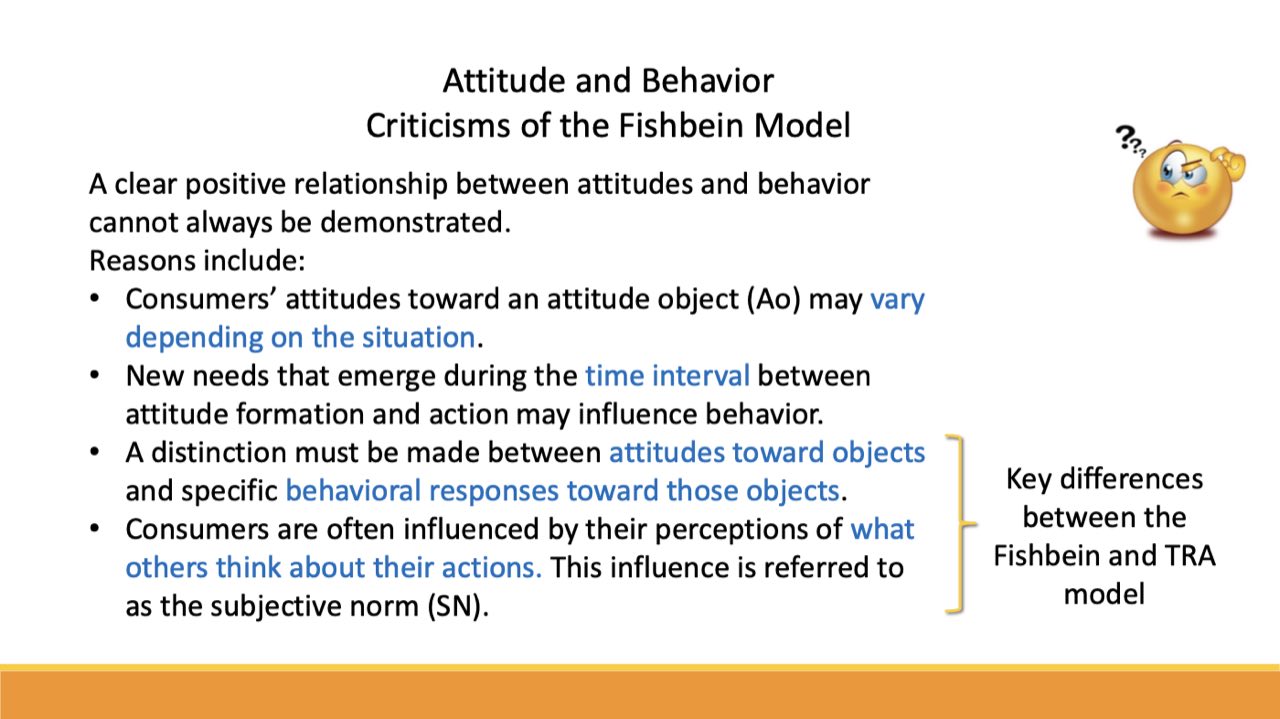 Attitude and Behavior
Criticisms of the Fishbein Model
???
A clear positive relationship between attitudes and behavior
cannot always be demonstrated.
Reasons include:
• Consumers’ attitudes toward an attitude object (Ao) may vary
depending on the situation.
• New needs that emerge during the time interval between
attitude formation and action may influence behavior.
• A distinction must be made between attitudes toward objects
and specific behavioral responses toward those objects.
• Consumers are often influenced by their perceptions of what
others think about their actions. This influence is referred to
as the subjective norm (SN).
Key differences
between the
Fishbein and TRA
model